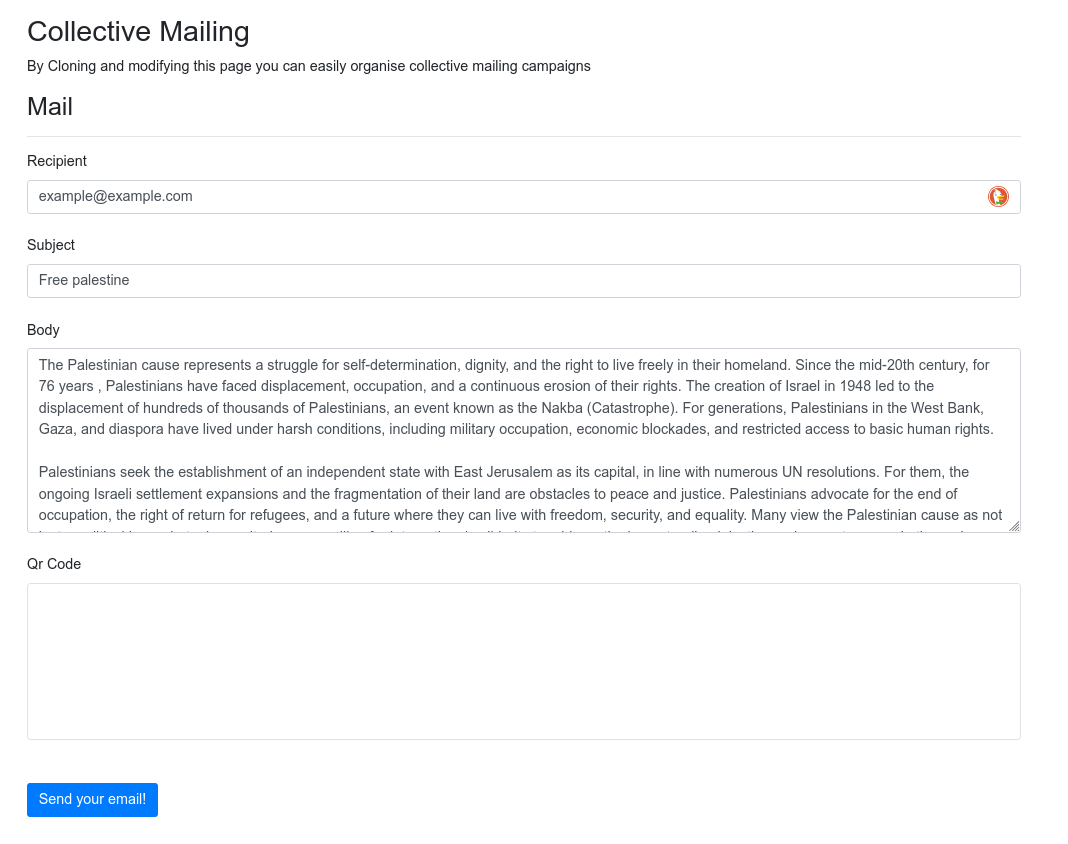 Collective Mailing
By Cloning and modifying this page you can easily organise collective mailing campaigns
Mail
Recipient
example@example.com
Subject
Free palestine
Body
The Palestinian cause represents a struggle for self-determination, dignity, and the right to live freely in their homeland. Since the mid-20th century, for
76 years , Palestinians have faced displacement, occupation, and a continuous erosion of their rights. The creation of Israel in 1948 led to the
displacement of hundreds of thousands of Palestinians, an event known as the Nakba (Catastrophe). For generations, Palestinians in the West Bank,
Gaza, and diaspora have lived under harsh conditions, including military occupation, economic blockades, and restricted access to basic human rights.
Palestinians seek the establishment of an independent state with East Jerusalem as its capital, in line with numerous UN resolutions. For them, the
ongoing Israeli settlement expansions and the fragmentation of their land are obstacles to peace and justice. Palestinians advocate for the end of
occupation, the right of return for refugees, and a future where they can live with freedom, security, and equality. Many view the Palestinian cause as not
Qr Code
Send your email!